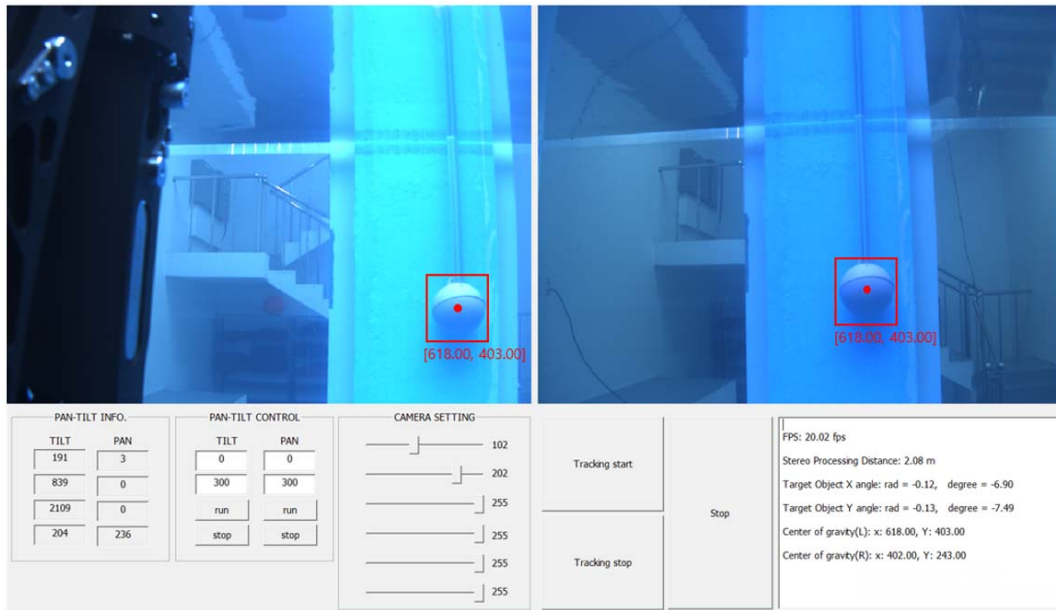 [618.00, 403.00]
[618.00, 403.00]
PAN-TILT INFO.
TILT PAN
191 3
839 0
2109 0
204 236
PAN-TILT CONTROL
TILT PAN
0 0
300 300
run run
stop stop
CAMERA SETTING
102
202
255
255
255
255
Tracking start
Tracking stop
Stop
FPS: 20.02 fps
Stereo Processing Distance: 2.08 m
Target Object X angle: rad = -0.12, degree = -6.90
Target Object Y angle: rad = -0.13, degree = -7.49
Center of gravity(L): x: 618.00, Y: 403.00
Center of gravity(R): x: 402.00, Y: 243.00